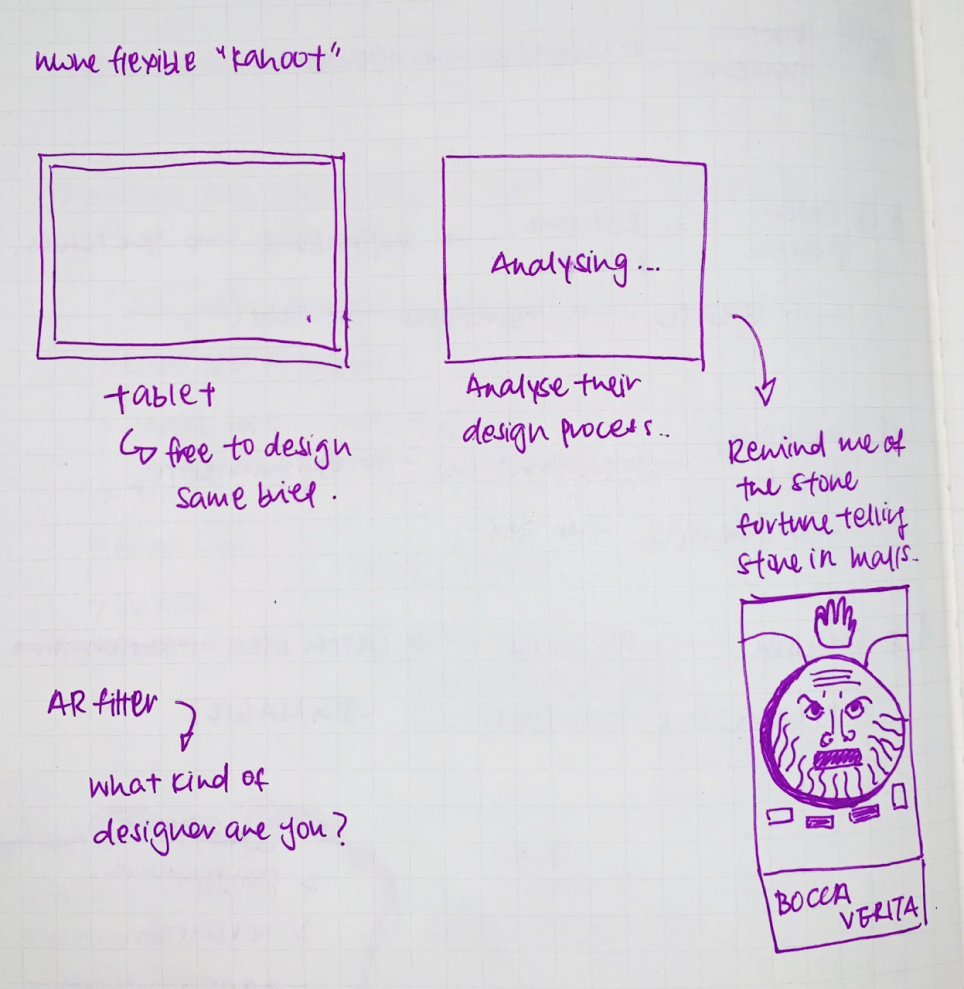 more flexible "kahoot"
Analysing...
tablet
↳ free to design
same brief.
Analyse their
design process..
Remind me of
the stone
fortune telling
stone in malls.
AR filter
what kind of
designer are you?
BOCCA
VERITA